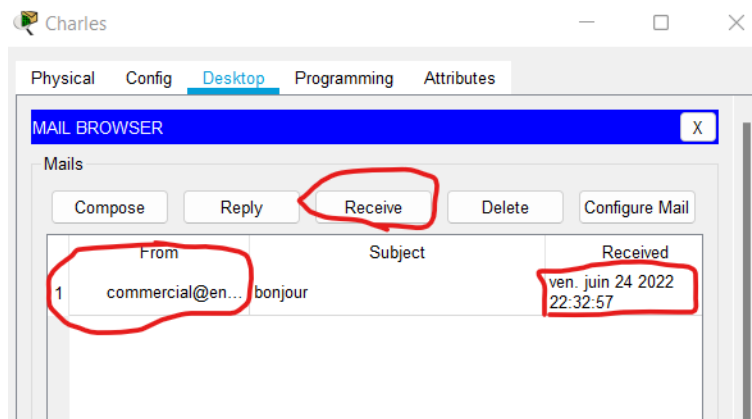 Charles
Physical Config Desktop Programming Attributes
MAIL BROWSER X
Mails
Compose Reply Receive Delete Configure Mail
From Subject Received
1 commercial@en... bonjour ven. juin 24 2022
22:32:57